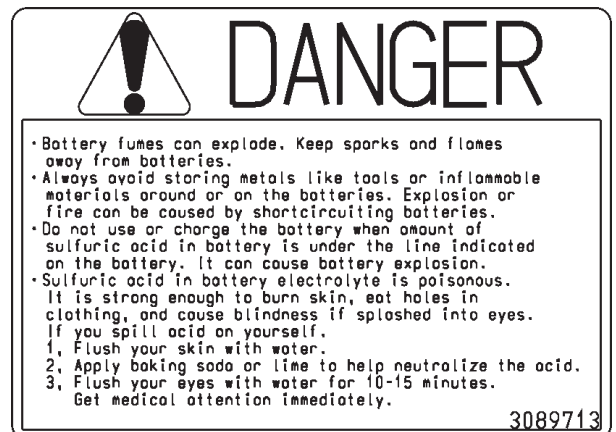 DANGER
· Battery fumes can explode. Keep sparks and flames
away from batteries.
· Always avoid storing metals like tools or inflammable
materials around or on the batteries. Explosion or
fire can be caused by shortcircuiting batteries.
· Do not use or charge the battery when amount of
sulfuric acid in battery is under the line indicated
on the battery. It can cause battery explosion.
· Sulfuric acid in battery electrolyte is poisonous.
It is strong enough to burn skin, eat holes in
clothing, and cause blindness if splashed into eyes.
If you spill acid on yourself,
1, Flush your skin with water.
2, Apply baking soda or lime to help neutralize the acid.
3, Flush your eyes with water for 10-15 minutes.
Get medical attention immediately.
3089713